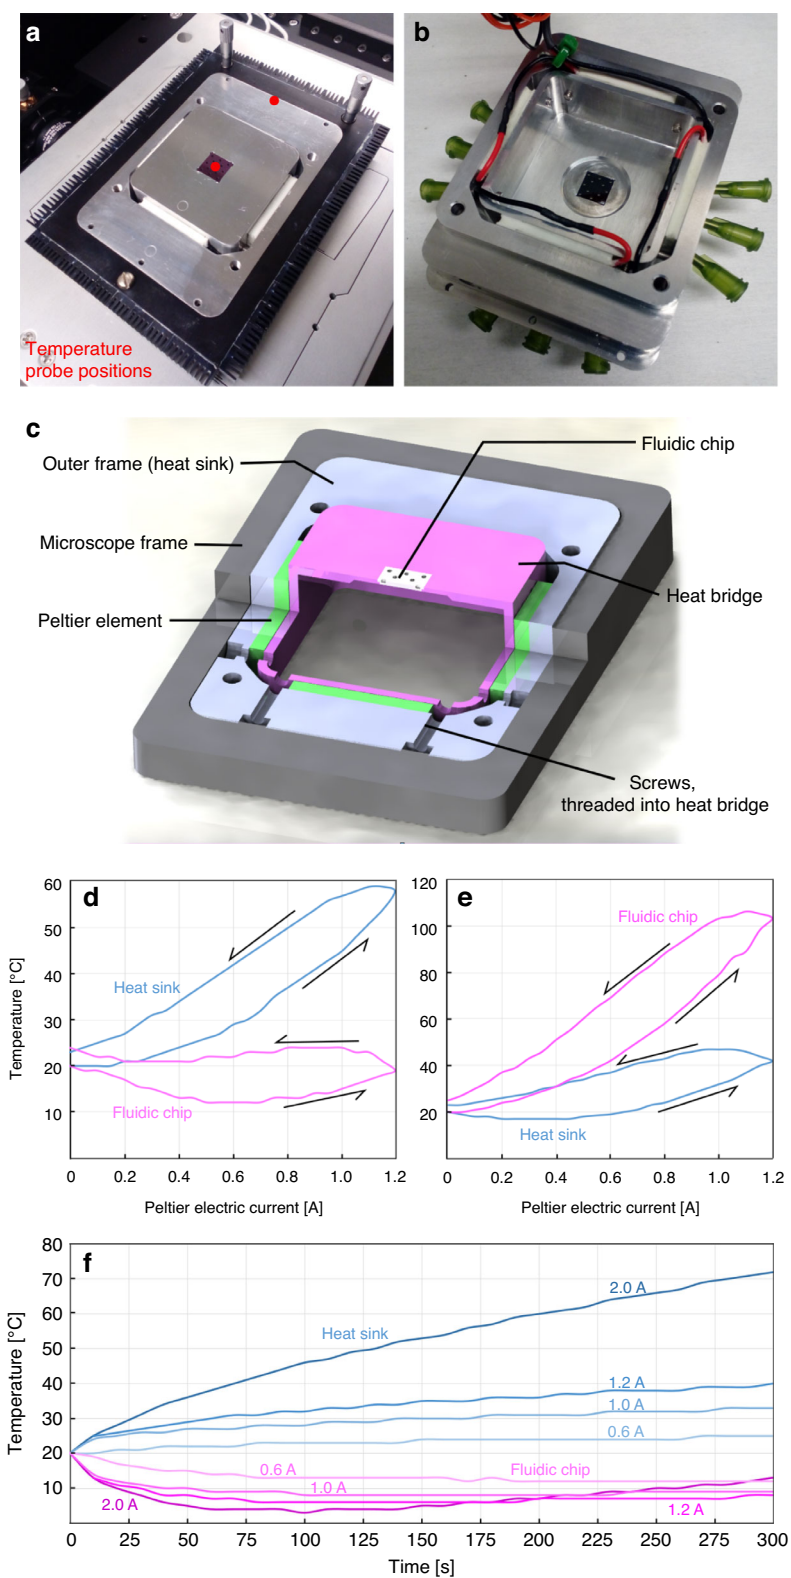 a
Temperature
probe positions
b
c
Fluidic chip
Outer frame (heat sink)
Microscope frame
Heat bridge
Peltier element
Screws,
threaded into heat bridge
d
Temperature [°C]
60
50
40
30
20
10
Heat sink
Fluidic chip
0 0.2 0.4 0.6 0.8 1.0 1.2
Peltier electric current [A]
e
120
100
80
60
40
20
Fluidic chip
Heat sink
0 0.2 0.4 0.6 0.8 1.0 1.2
Peltier electric current [A]
f
Temperature [°C]
80
70
60
50
40
30
20
10
2.0 A
Heat sink
1.2 A
1.0 A
0.6 A
0.6 A
Fluidic chip
1.0 A
2.0 A
1.2 A
0 25 50 75 100 125 150 175 200 225 250 275 300
Time [s]